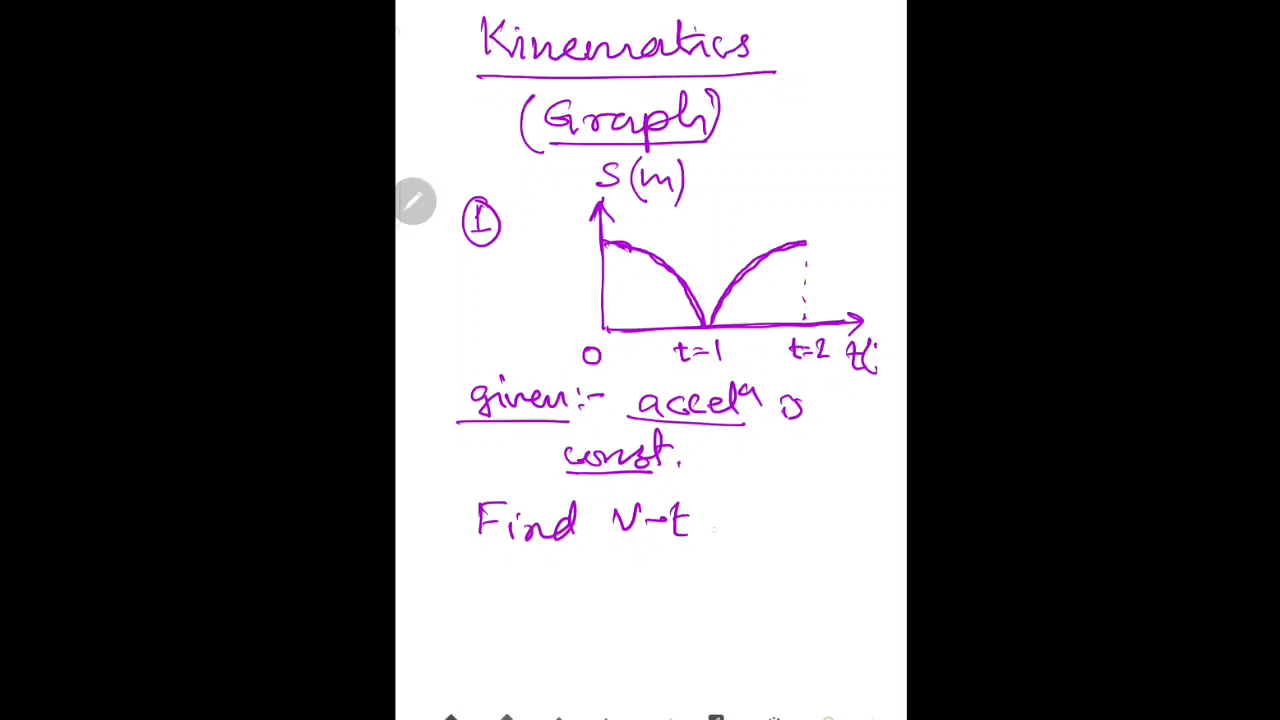 Kinematics
(Graph)
S(m)
①
0 t=1 t=2 t(
given:- acceln is
const.
Find v-t